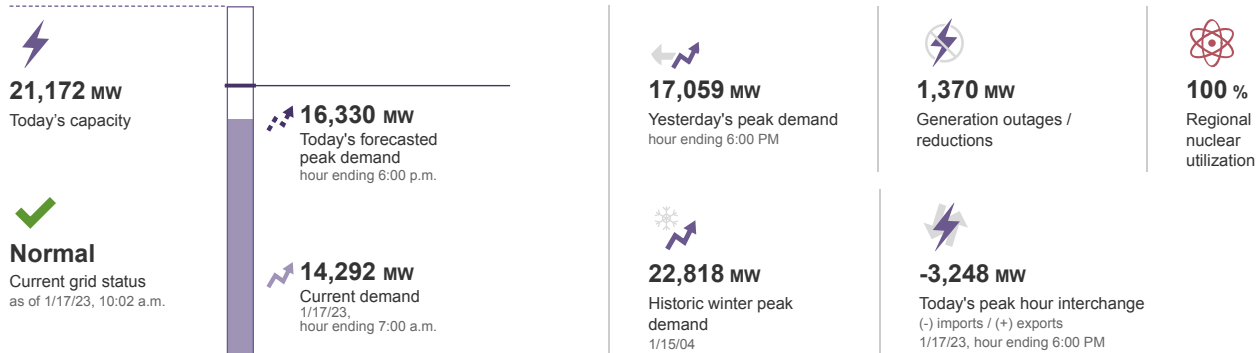 21,172 MW
Today's capacity
Normal
Current grid status
as of 1/17/23, 10:02 a.m.
16,330 MW
Today's forecasted
peak demand
hour ending 6:00 p.m.
14,292 MW
Current demand
1/17/23,
hour ending 7:00 a.m.
17,059 MW
Yesterday's peak demand
hour ending 6:00 PM
1,370 MW
Generation outages /
reductions
100 %
Regional
nuclear
utilization
22,818 MW
Historic winter peak
demand
1/15/04
-3,248 MW
Today's peak hour interchange
(-) imports / (+) exports
1/17/23, hour ending 6:00 PM